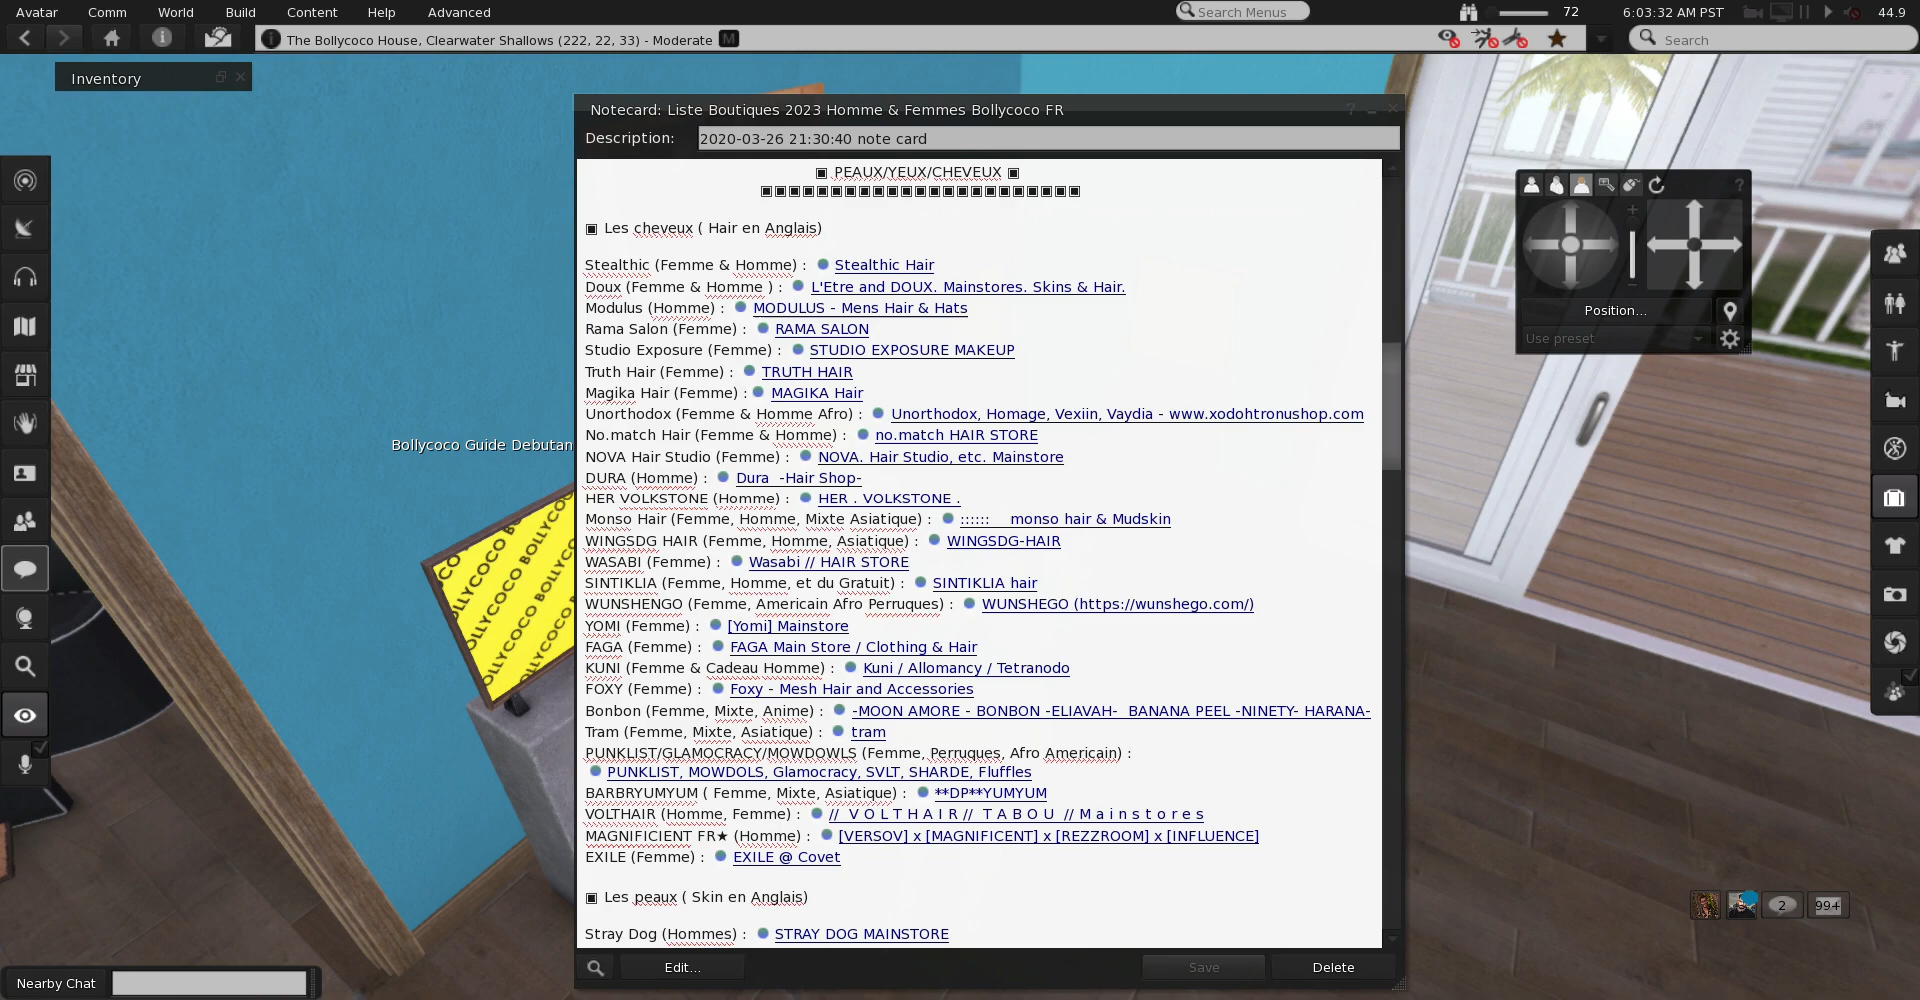 Avatar Comm World Build Content Help Advanced Search Menus 72 6:03:32 AM PST 44.9
The Bollycoco House, Clearwater Shallows (222, 22, 33) - Moderate M Search
Inventory
Notecard: Liste Boutiques 2023 Homme & Femmes Bollycoco FR
Description: 2020-03-26 21:30:40 note card
▣ PEAUX/YEUX/CHEVEUX ▣
▣▣▣▣▣▣▣▣▣▣▣▣▣▣▣▣▣▣▣▣▣▣▣
▣ Les cheveux ( Hair en Anglais)
Stealthic (Femme & Homme) : Stealthic Hair
Doux (Femme & Homme ) : L'Etre and DOUX. Mainstores. Skins & Hair.
Modulus (Homme) : MODULUS - Mens Hair & Hats
Rama Salon (Femme) : RAMA SALON
Studio Exposure (Femme) : STUDIO EXPOSURE MAKEUP
Truth Hair (Femme) : TRUTH HAIR
Magika Hair (Femme) : MAGIKA Hair
Unorthodox (Femme & Homme Afro) : Unorthodox, Homage, Vexiin, Vaydia - www.xodohtronushop.com
No.match Hair (Femme & Homme) : no.match HAIR STORE
NOVA Hair Studio (Femme) : NOVA. Hair Studio, etc. Mainstore
DURA (Homme) : Dura -Hair Shop-
HER VOLKSTONE (Homme) : HER . VOLKSTONE .
Monso Hair (Femme, Homme, Mixte Asiatique) : :::::: monso hair & Mudskin
WINGSDG HAIR (Femme, Homme, Asiatique) : WINGSDG-HAIR
WASABI (Femme) : Wasabi // HAIR STORE
SINTIKLIA (Femme, Homme, et du Gratuit) : SINTIKLIA hair
WUNSHENGO (Femme, Americain Afro Perruques) : WUNSHEGO (https://wunshego.com/)
YOMI (Femme) : [Yomi] Mainstore
FAGA (Femme) : FAGA Main Store / Clothing & Hair
KUNI (Femme & Cadeau Homme) : Kuni / Allomancy / Tetranodo
FOXY (Femme) : Foxy - Mesh Hair and Accessories
Bonbon (Femme, Mixte, Anime) : -MOON AMORE - BONBON -ELIAVAH- BANANA PEEL -NINETY- HARANA-
Tram (Femme, Mixte, Asiatique) : tram
PUNKLIST/GLAMOCRACY/MOWDOWLS (Femme, Perruques, Afro Americain) :
PUNKLIST, MOWDOLS, Glamocracy, SVLT, SHARDE, Fluffles
BARBRYUMYUM ( Femme, Mixte, Asiatique) : **DP**YUMYUM
VOLTHAIR (Homme, Femme) : // V O L T H A I R // T A B O U // M a i n s t o r e s
MAGNIFICIENT FR★ (Homme) : [VERSOV] x [MAGNIFICENT] x [REZZROOM] x [INFLUENCE]
EXILE (Femme) : EXILE @ Covet
▣ Les peaux ( Skin en Anglais)
Stray Dog (Hommes) : STRAY DOG MAINSTORE
Edit... Save Delete
Bollycoco Guide Debutan
BOLLYCOCO BOLLYCO
OLLYCOCO BOLLYCOCO
Position...
Use preset
2 99+
Nearby Chat